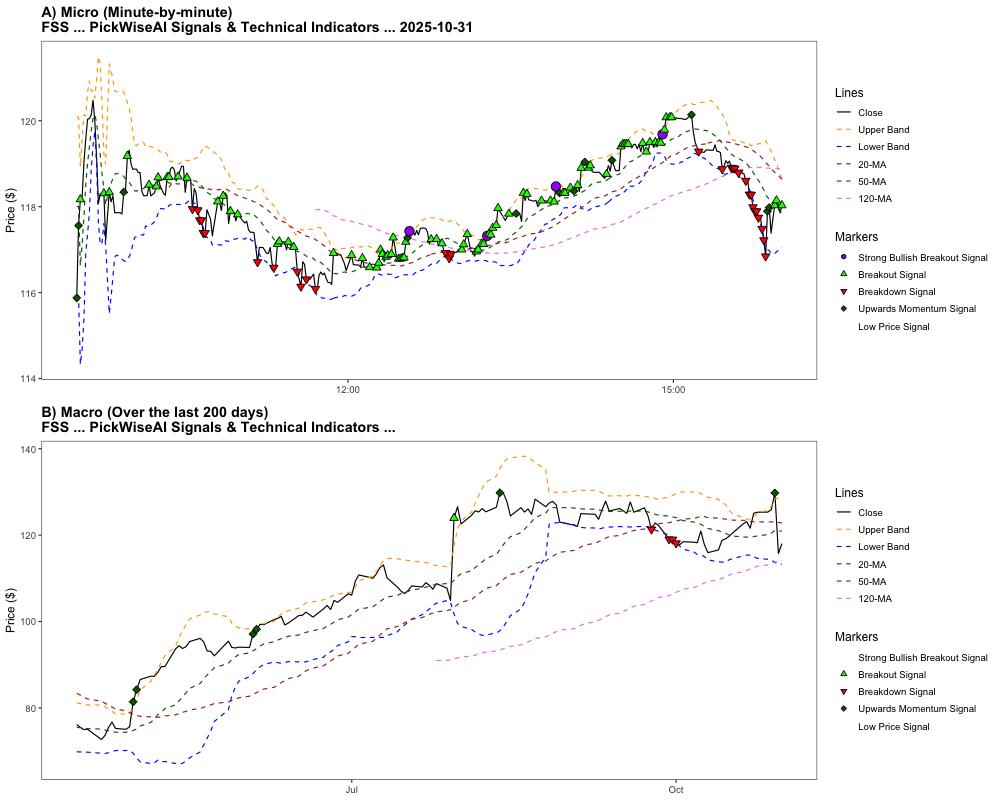 A) Micro (Minute-by-minute)
FSS ... PickWiseAI Signals & Technical Indicators ... 2025-10-31
Price ($)
120
118
116
114
12:00
15:00
Lines
Close
Upper Band
Lower Band
20-MA
50-MA
120-MA
Markers
Strong Bullish Breakout Signal
Breakout Signal
Breakdown Signal
Upwards Momentum Signal
Low Price Signal
B) Macro (Over the last 200 days)
FSS ... PickWiseAI Signals & Technical Indicators ...
Price ($)
140
120
100
80
Jul
Oct
Lines
Close
Upper Band
Lower Band
20-MA
50-MA
120-MA
Markers
Strong Bullish Breakout Signal
Breakout Signal
Breakdown Signal
Upwards Momentum Signal
Low Price Signal